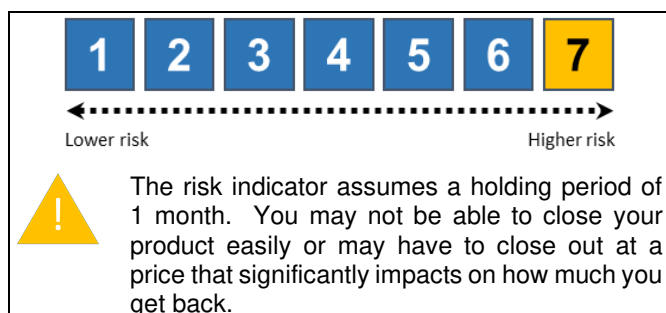 1 2 3 4 5 6 7
Lower risk Higher risk
!
The risk indicator assumes a holding period of
1 month. You may not be able to close your
product easily or may have to close out at a
price that significantly impacts on how much you
get back.